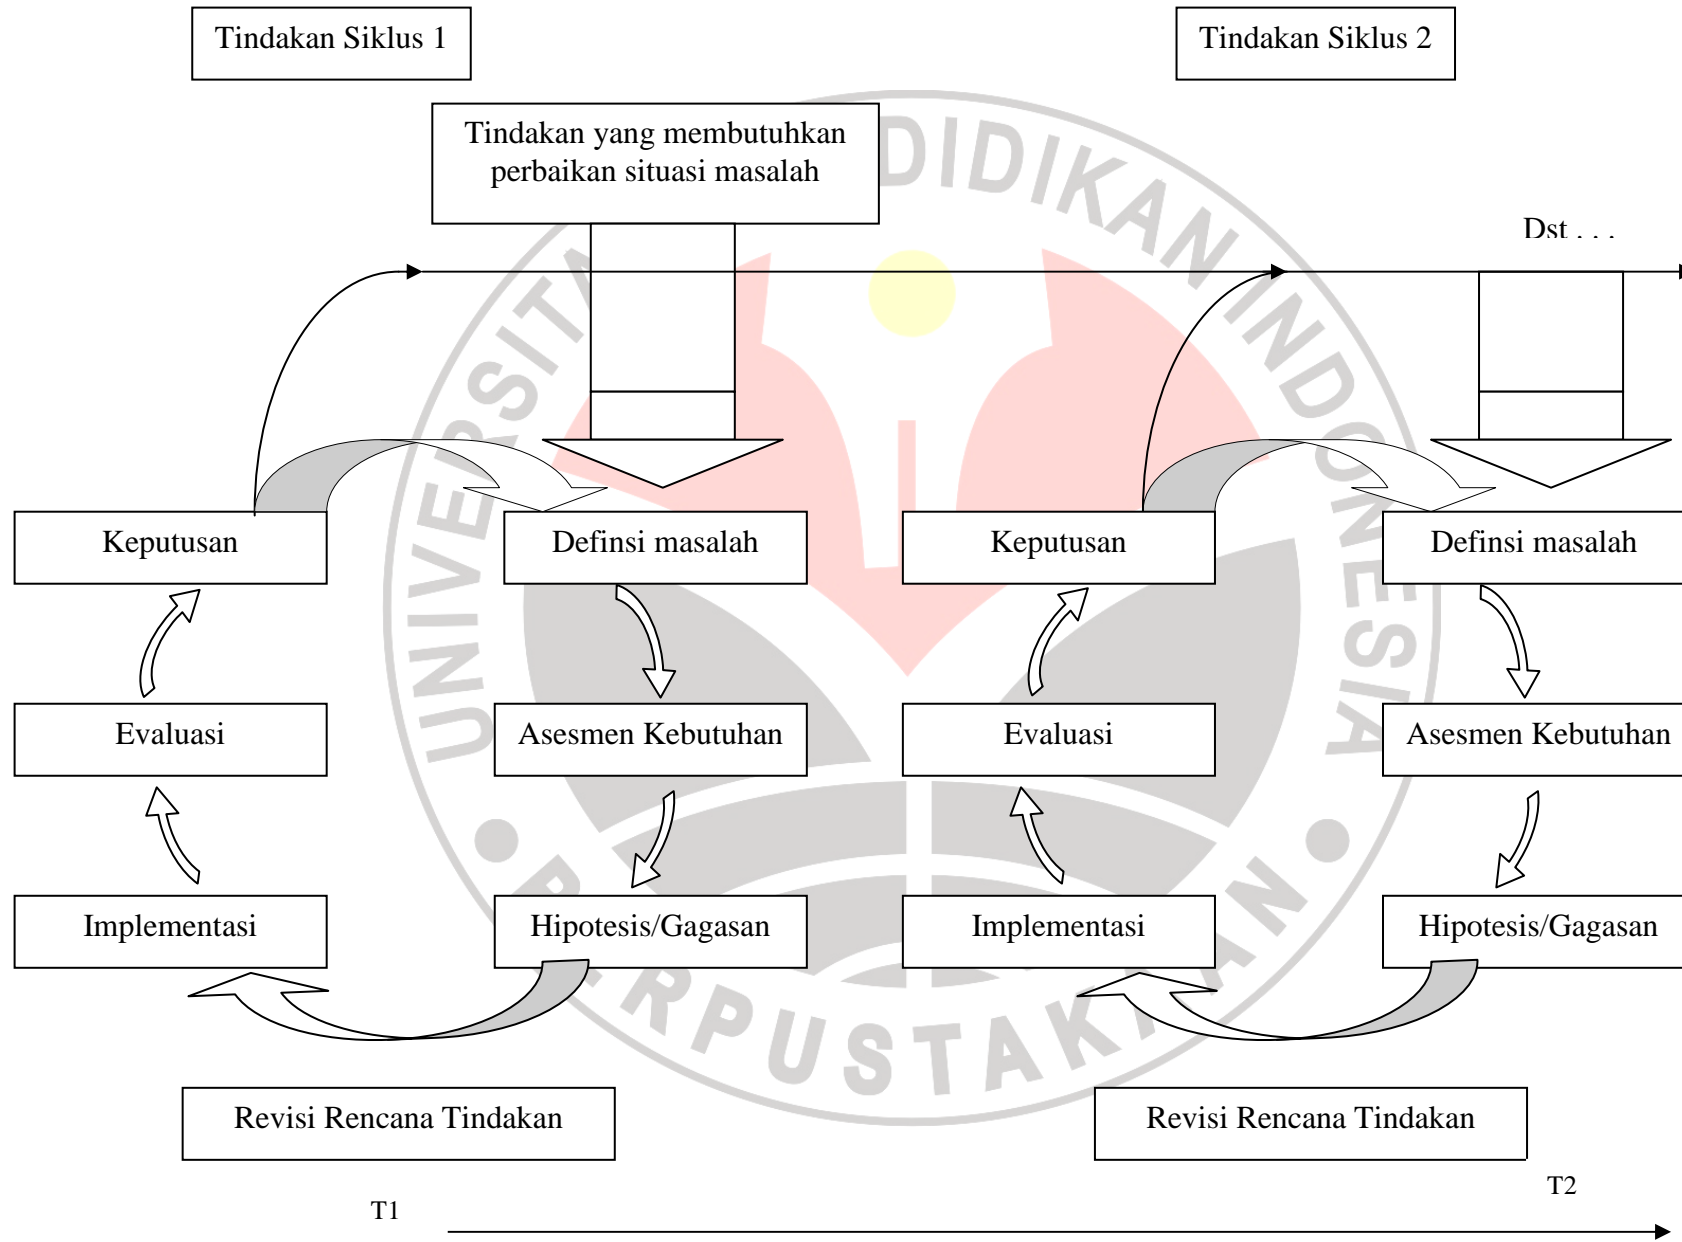 Tindakan Siklus 1
Tindakan Siklus 2
Tindakan yang membutuhkan
perbaikan situasi masalah
Dst . . .
Keputusan
Definsi masalah
Keputusan
Definsi masalah
Evaluasi
Asesmen Kebutuhan
Evaluasi
Asesmen Kebutuhan
Implementasi
Hipotesis/Gagasan
Implementasi
Hipotesis/Gagasan
Revisi Rencana Tindakan
Revisi Rencana Tindakan
T1
T2
DIDIKAN INDONESIA